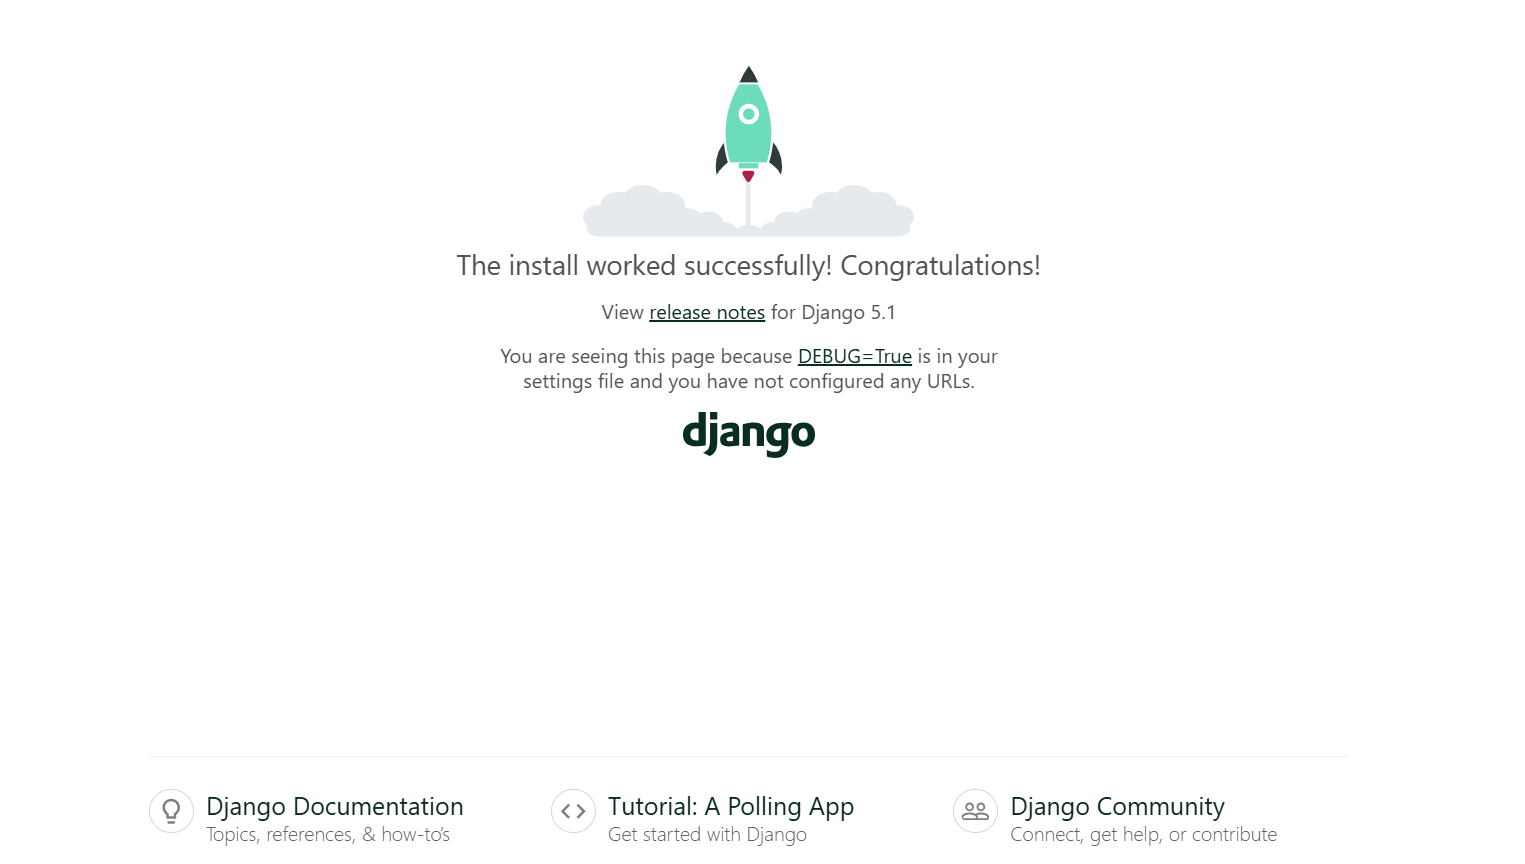 The install worked successfully! Congratulations!
View release notes for Django 5.1
You are seeing this page because DEBUG=True is in your
settings file and you have not configured any URLs.
django
Django Documentation
Topics, references, & how-to’s
Tutorial: A Polling App
Get started with Django
Django Community
Connect, get help, or contribute